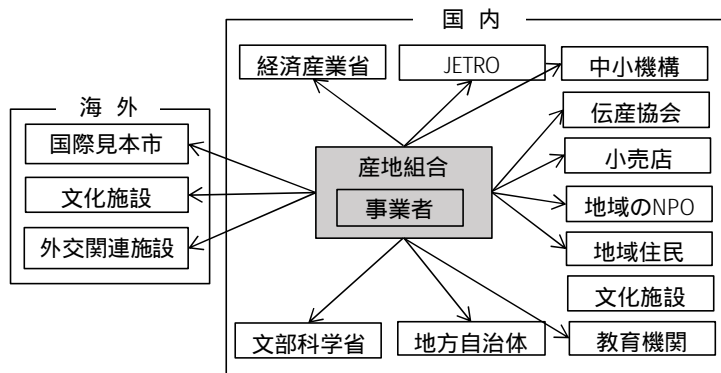 国 内
経済産業省
JETRO
中小機構
海 外
伝産協会
国際見本市
産地組合
小売店
文化施設
事業者
地域のNPO
外交関連施設
地域住民
文化施設
文部科学省
地方自治体
教育機関